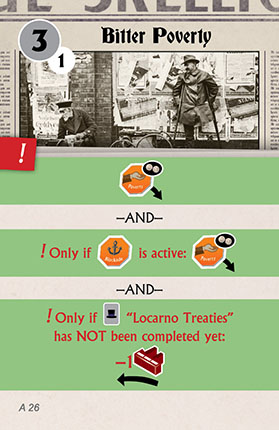 3
1
Bitter Poverty
!
Poverty
–AND–
! Only if Blockade is active: Poverty
–AND–
! Only if “Locarno Treaties”
has NOT been completed yet:
–1
A 26